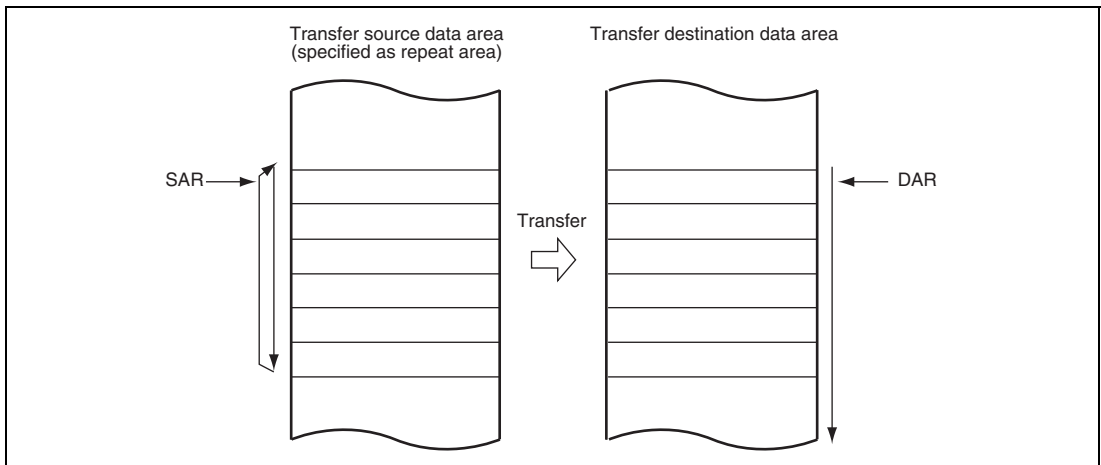 Transfer source data area
(specified as repeat area)
Transfer destination data area
SAR
DAR
Transfer